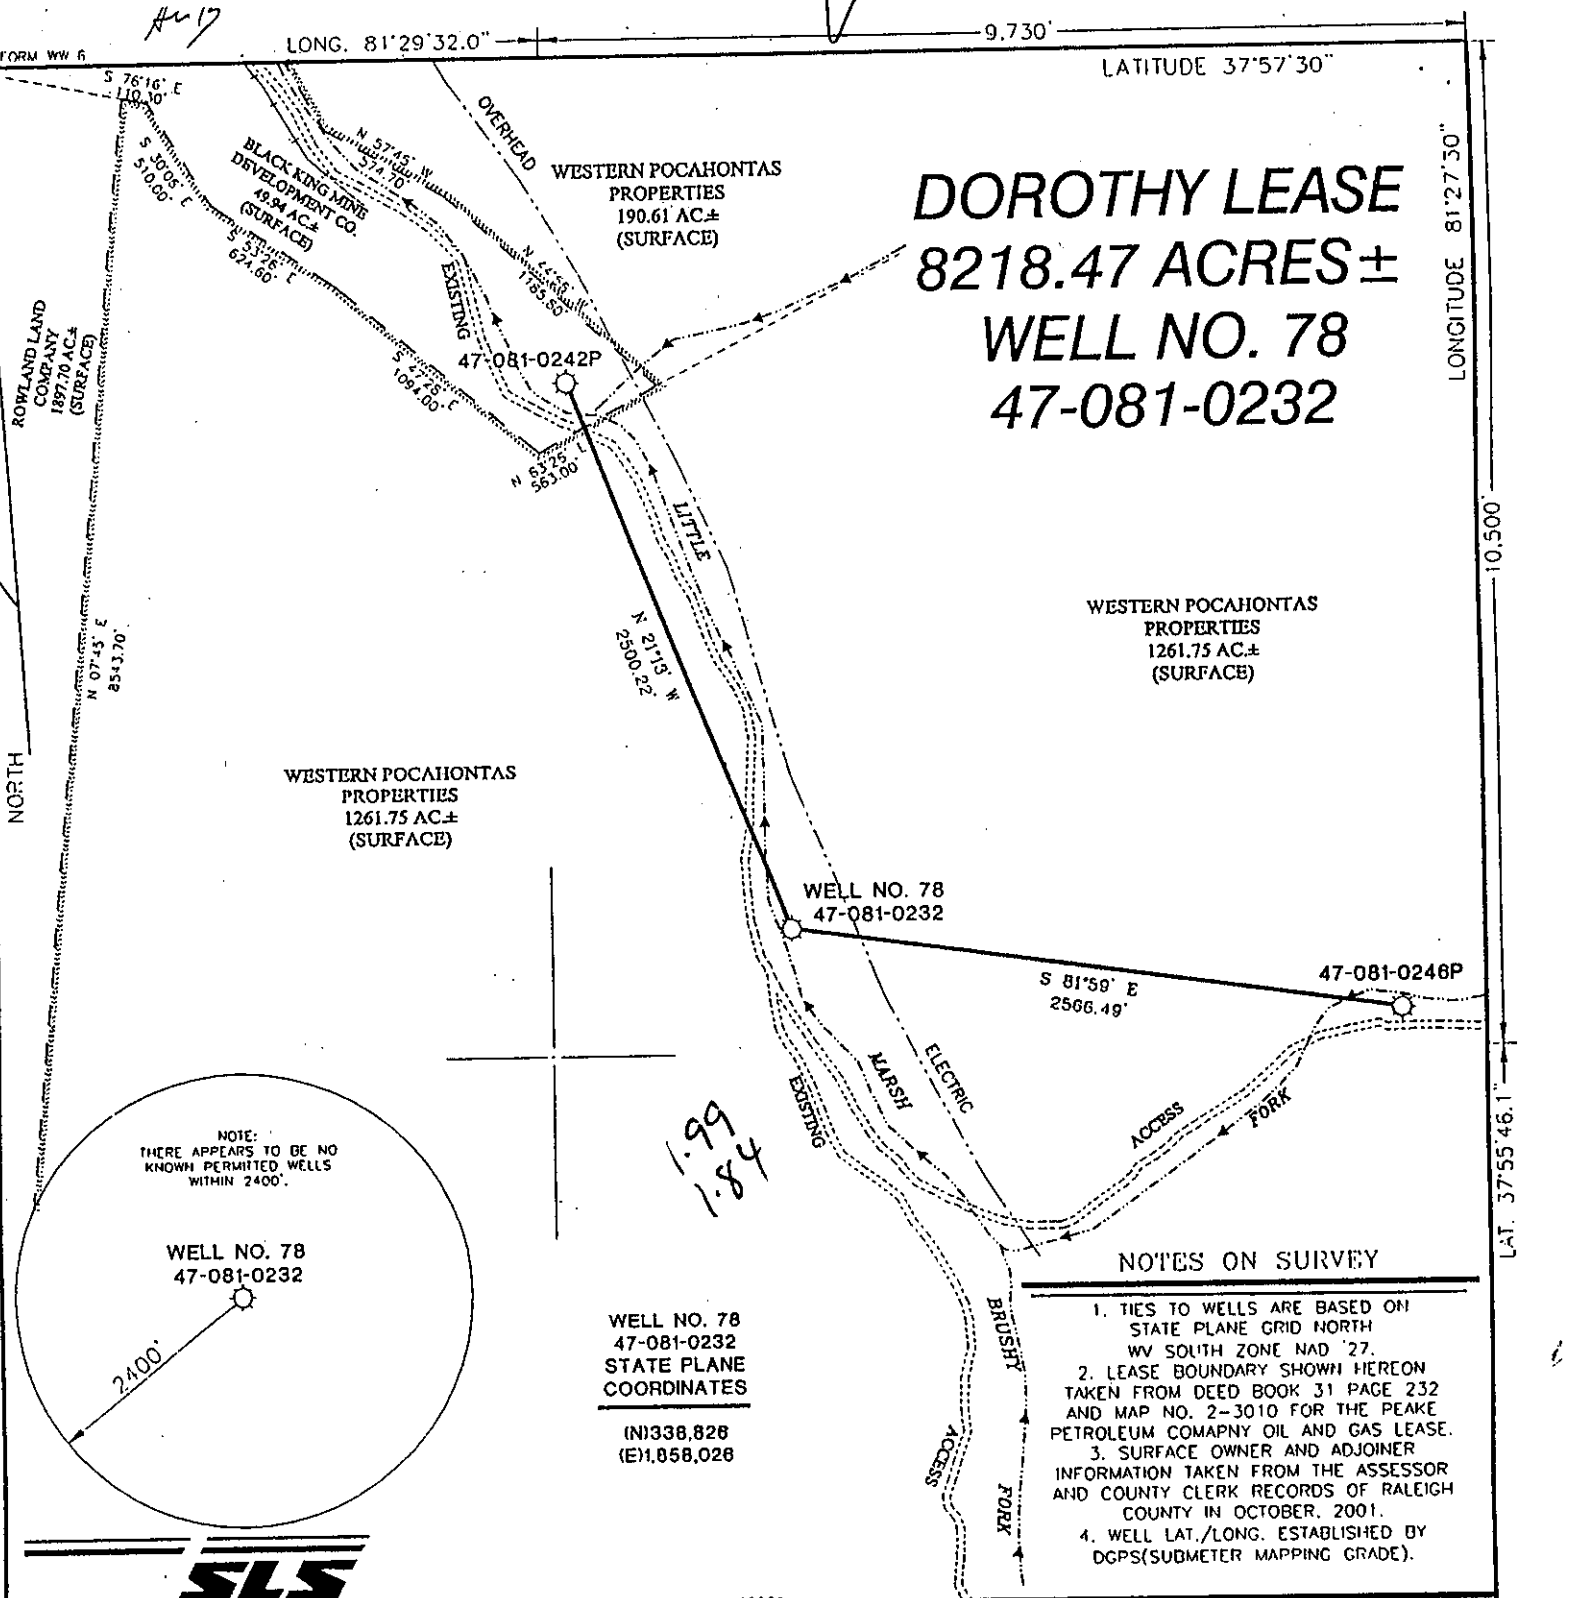 FORM WW 6
LONG. 81°29'32.0"
9,730'
LATITUDE 37°57'30"
LONGITUDE 81°27'30"
10,500'
LAT. 37°55'46.1"
S 76°16' E
110.30'
S 30°05' E
510.00'
BLACK KING MINE
DEVELOPMENT CO.
49.94 AC.±
(SURFACE)
N 57°45' W
574.70'
S 53°26' E
624.60'
OVERHEAD
WESTERN POCAHONTAS
PROPERTIES
190.61 AC.±
(SURFACE)
DOROTHY LEASE
8218.47 ACRES±
WELL NO. 78
47-081-0232
1785.80'
EXISTING
ROWLAND LAND
COMPANY
1897.70 AC.±
(SURFACE)
47-081-0242P
S 47°28' E
1094.00'
N 63°25' E
563.00'
LITTLE
N 21°13' W
2500.22'
N 07°45' E
8543.70'
NORTH
WESTERN POCAHONTAS
PROPERTIES
1261.75 AC.±
(SURFACE)
WESTERN POCAHONTAS
PROPERTIES
1261.75 AC.±
(SURFACE)
WELL NO. 78
47-081-0232
S 81°59' E
2566.49'
47-081-0246P
MARSH
ELECTRIC
EXISTING
ACCESS
FORK
1.99
1.84
NOTE:
THERE APPEARS TO BE NO
KNOWN PERMITTED WELLS
WITHIN 2400'.
WELL NO. 78
47-081-0232
2400'
WELL NO. 78
47-081-0232
STATE PLANE
COORDINATES
(N)338,826
(E)1,858,026
BRUSHY
FORK
ACCESS
NOTES ON SURVEY
1. TIES TO WELLS ARE BASED ON
STATE PLANE GRID NORTH
WV SOUTH ZONE NAD '27.
2. LEASE BOUNDARY SHOWN HEREON
TAKEN FROM DEED BOOK 31 PAGE 232
AND MAP NO. 2-3010 FOR THE PEAKE
PETROLEUM COMAPNY OIL AND GAS LEASE.
3. SURFACE OWNER AND ADJOINER
INFORMATION TAKEN FROM THE ASSESSOR
AND COUNTY CLERK RECORDS OF RALEIGH
COUNTY IN OCTOBER, 2001.
4. WELL LAT./LONG. ESTABLISHED BY
DGPS(SUBMETER MAPPING GRADE).
SLS